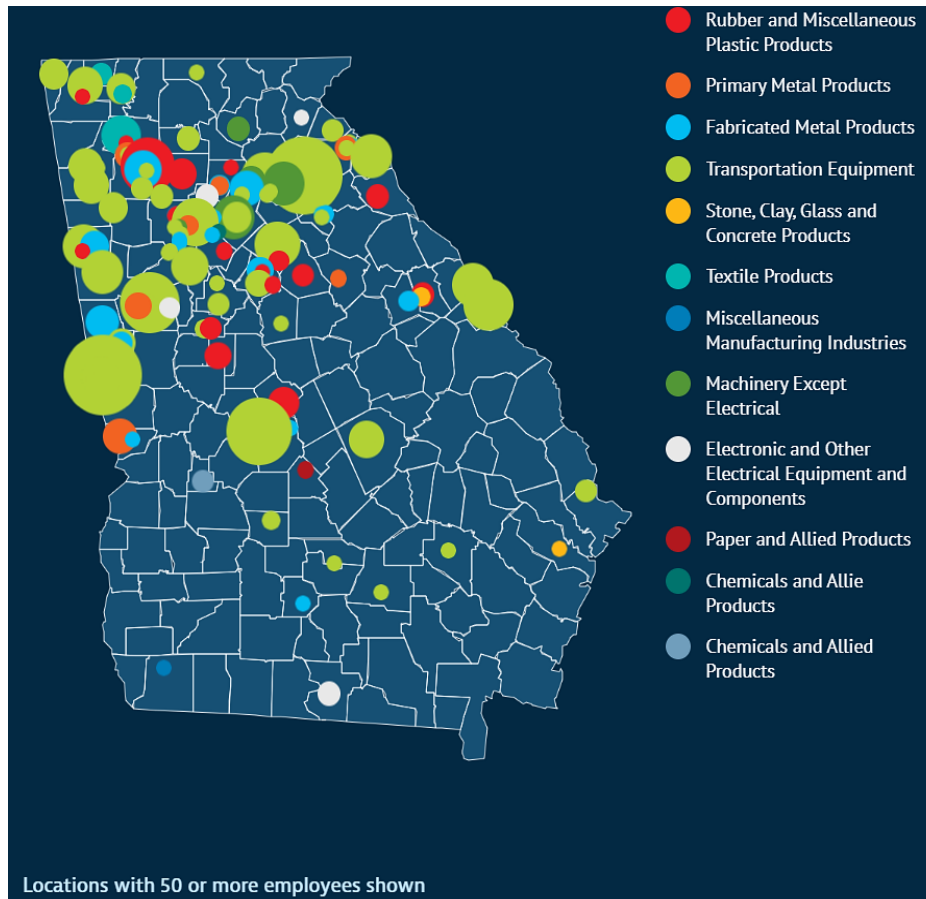 Rubber and Miscellaneous
Plastic Products
Primary Metal Products
Fabricated Metal Products
Transportation Equipment
Stone, Clay, Glass and
Concrete Products
Textile Products
Miscellaneous
Manufacturing Industries
Machinery Except
Electrical
Electronic and Other
Electrical Equipment and
Components
Paper and Allied Products
Chemicals and Allie
Products
Chemicals and Allied
Products
Locations with 50 or more employees shown